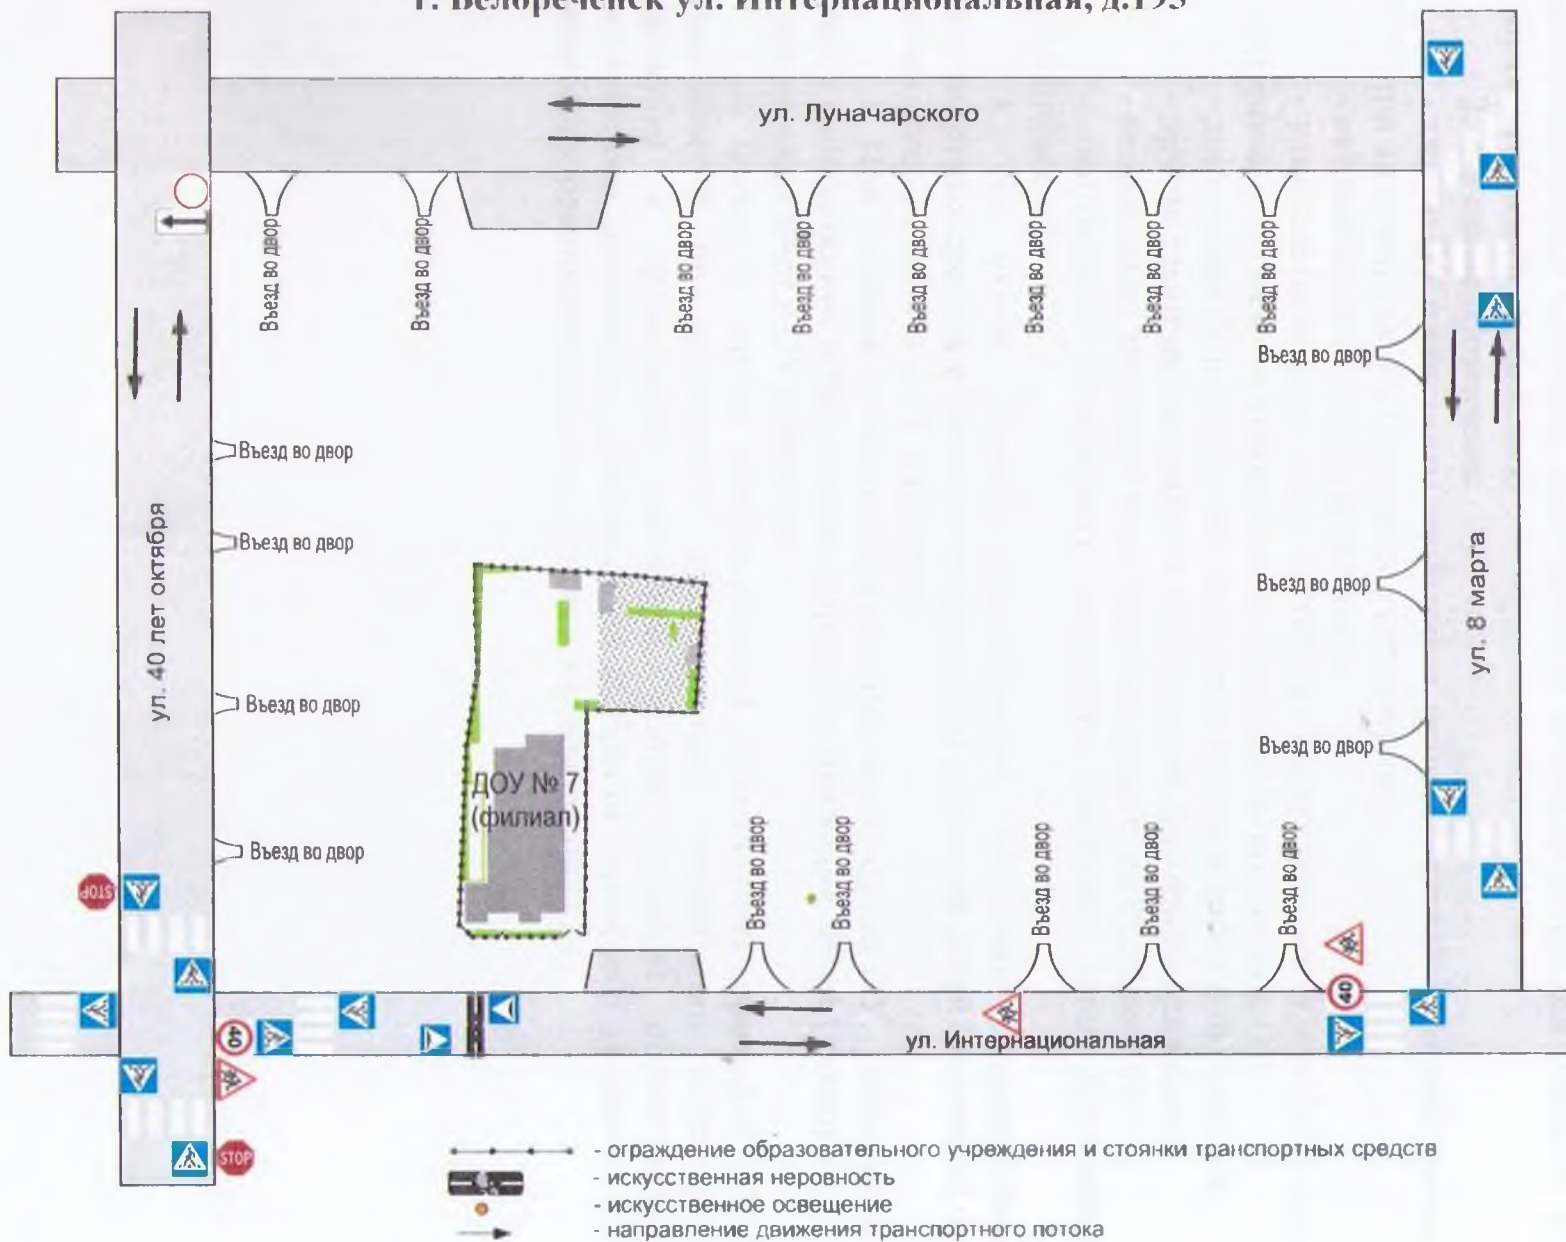 г. Белореченск ул. Интернациональная, д.195
ул. Луначарского
Въезд во двор
Въезд во двор
Въезд во двор
Въезд во двор
Въезд во двор
Въезд во двор
Въезд во двор
Въезд во двор
Въезд во двор
Въезд во двор
Въезд во двор
Въезд во двор
Въезд во двор
ул. 40 лет октября
ул. 8 марта
Въезд во двор
Въезд во двор
Въезд во двор
ДОУ № 7
(филиал)
Въезд во двор
Въезд во двор
Въезд во двор
Въезд во двор
Въезд во двор
STOP
40
40
ул. Интернациональная
STOP
- ограждение образовательного учреждения и стоянки транспортных средств
- искусственная неровность
- искусственное освещение
- направление движения транспортного потока